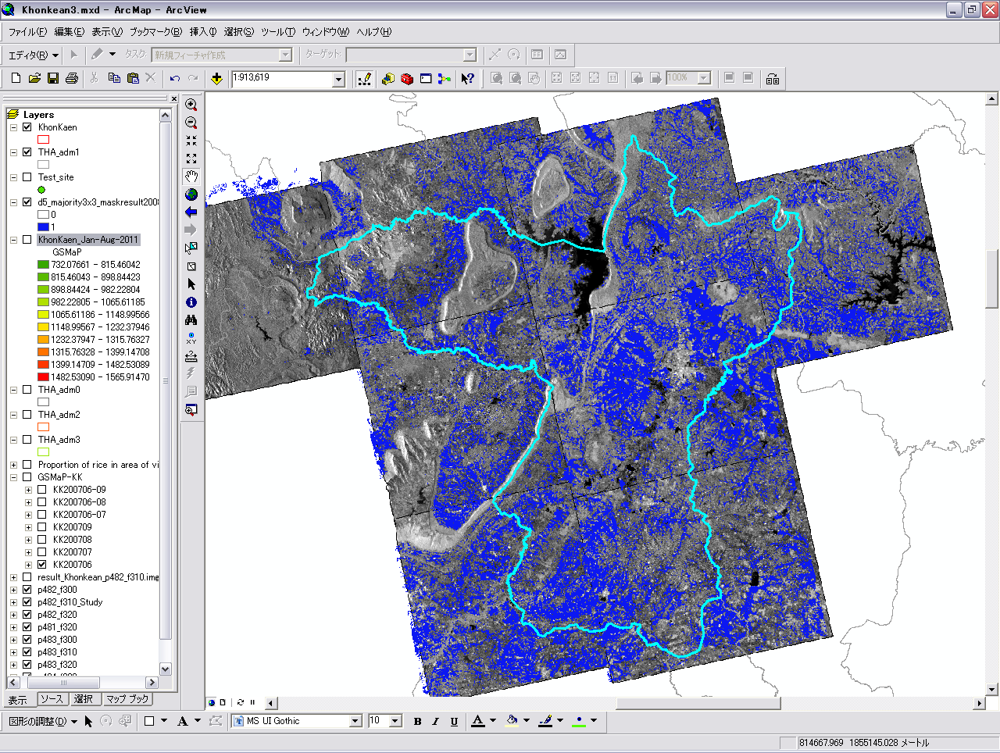 Khonkean3.mxd - ArcMap - ArcView
ファイル(F) 編集(E) 表示(V) ブックマーク(B) 挿入(I) 選択(S) ツール(T) ウィンドウ(W) ヘルプ(H)
エディタ(R) タスク: 新規フィーチャ作成 ターゲット:
1:913,619 100%
Layers
KhonKaen
THA_adm1
Test_site
d5_majority3x3_maskresult200
0
1
KhonKaen_Jan-Aug-2011
GSMaP
732.07661 - 815.46042
815.46043 - 898.84423
898.84424 - 982.22804
982.22805 - 1065.61185
1065.61186 - 1148.99566
1148.99567 - 1232.37946
1232.37947 - 1315.76327
1315.76328 - 1399.14708
1399.14709 - 1482.53089
1482.53090 - 1565.91470
THA_adm0
THA_adm2
THA_adm3
Proportion of rice in area of vi
GSMaP-KK
KK200706-09
KK200706-08
KK200706-07
KK200709
KK200708
KK200707
KK200706
result_Khonkean_p482_f310.img
p482_f300
p482_f310_Study
p482_f320
p481_f320
p483_f300
p483_f310
p483_f320
表示 ソース 選択 マップ ブック
図形の調整(D) A MS UI Gothic 10 B I U A
814667.969 1855145.028 メートル